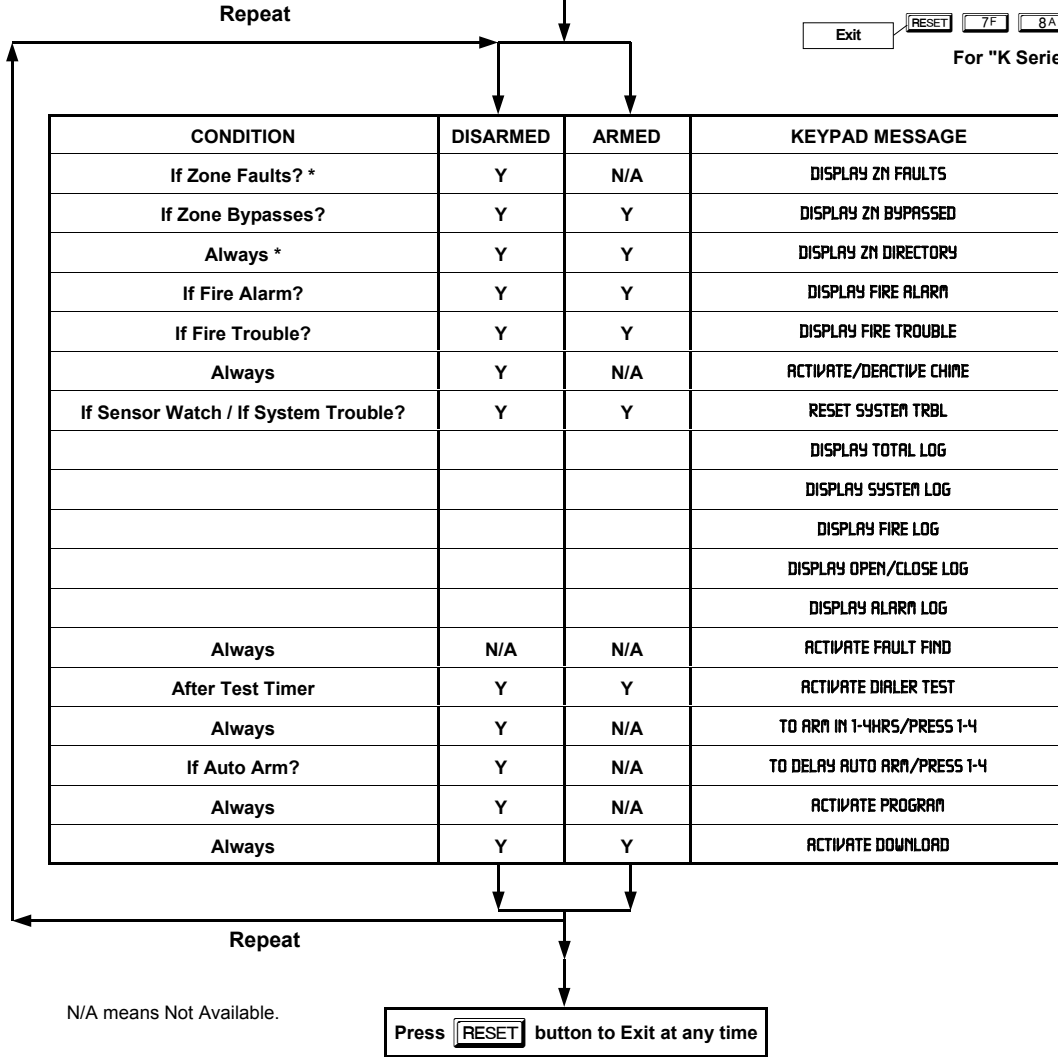 Repeat
Exit
RESET 7F 8A
For "K Serie
CONDITION DISARMED ARMED KEYPAD MESSAGE
If Zone Faults? * Y N/A DISPLAY ZN FAULTS
If Zone Bypasses? Y Y DISPLAY ZN BYPASSED
Always * Y Y DISPLAY ZN DIRECTORY
If Fire Alarm? Y Y DISPLAY FIRE ALARM
If Fire Trouble? Y Y DISPLAY FIRE TROUBLE
Always Y N/A ACTIVATE/DEACTIVE CHIME
If Sensor Watch / If System Trouble? Y Y RESET SYSTEM TRBL
DISPLAY TOTAL LOG
DISPLAY SYSTEM LOG
DISPLAY FIRE LOG
DISPLAY OPEN/CLOSE LOG
DISPLAY ALARM LOG
Always N/A N/A ACTIVATE FAULT FIND
After Test Timer Y Y ACTIVATE DIALER TEST
Always Y N/A TO ARM IN 1-4HRS/PRESS 1-4
If Auto Arm? Y N/A TO DELAY AUTO ARM/PRESS 1-4
Always Y N/A ACTIVATE PROGRAM
Always Y Y ACTIVATE DOWNLOAD
Repeat
N/A means Not Available.
Press RESET button to Exit at any time